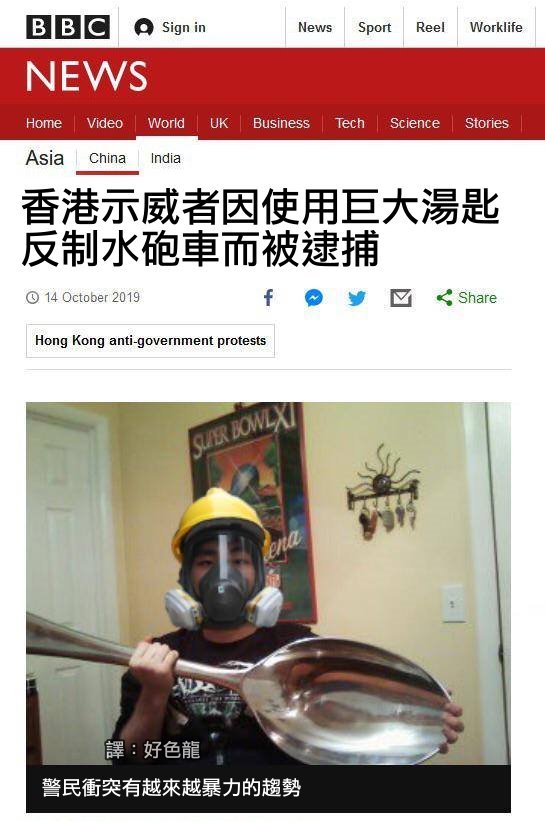 BBC Sign in News Sport Reel Worklife
NEWS
Home Video World UK Business Tech Science Stories
Asia China India
香港示威者因使用巨大湯匙
反制水砲車而被逮捕
14 October 2019 Share
Hong Kong anti-government protests
SUPER BOWL XI
譯：好色龍
警民衝突有越來越暴力的趨勢